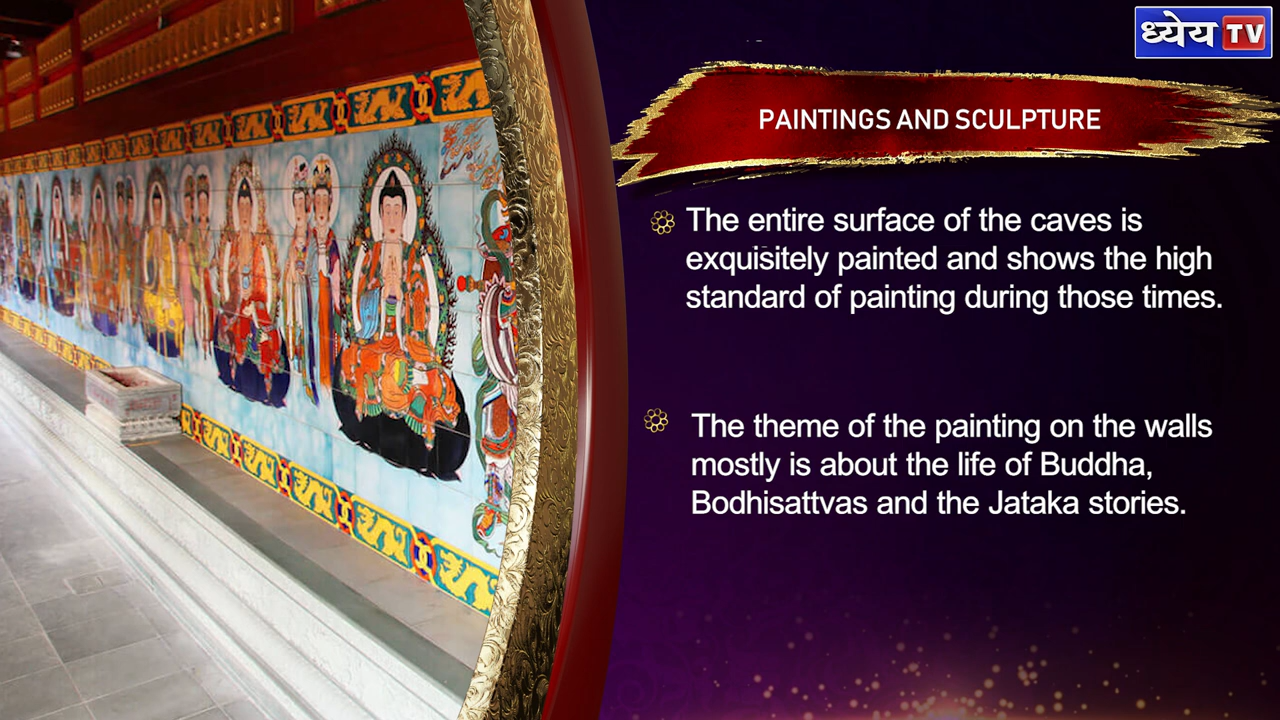 ध्येय TV
PAINTINGS AND SCULPTURE
The entire surface of the caves is
exquisitely painted and shows the high
standard of painting during those times.
The theme of the painting on the walls
mostly is about the life of Buddha,
Bodhisattvas and the Jataka stories.